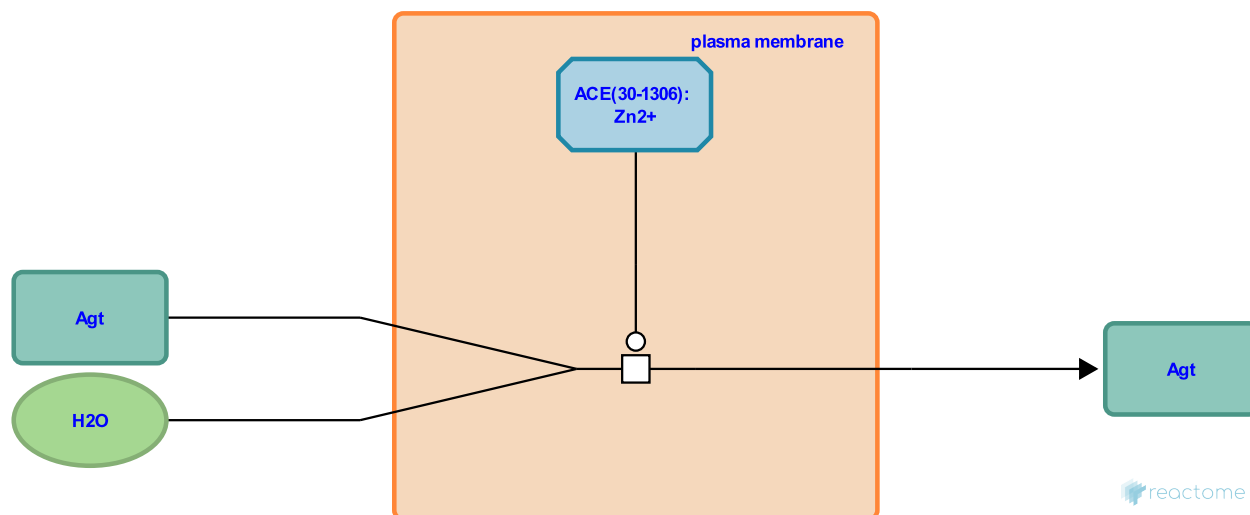 plasma membrane
ACE(30-1306):
Zn2+
Agt
H2O
Agt
reactome